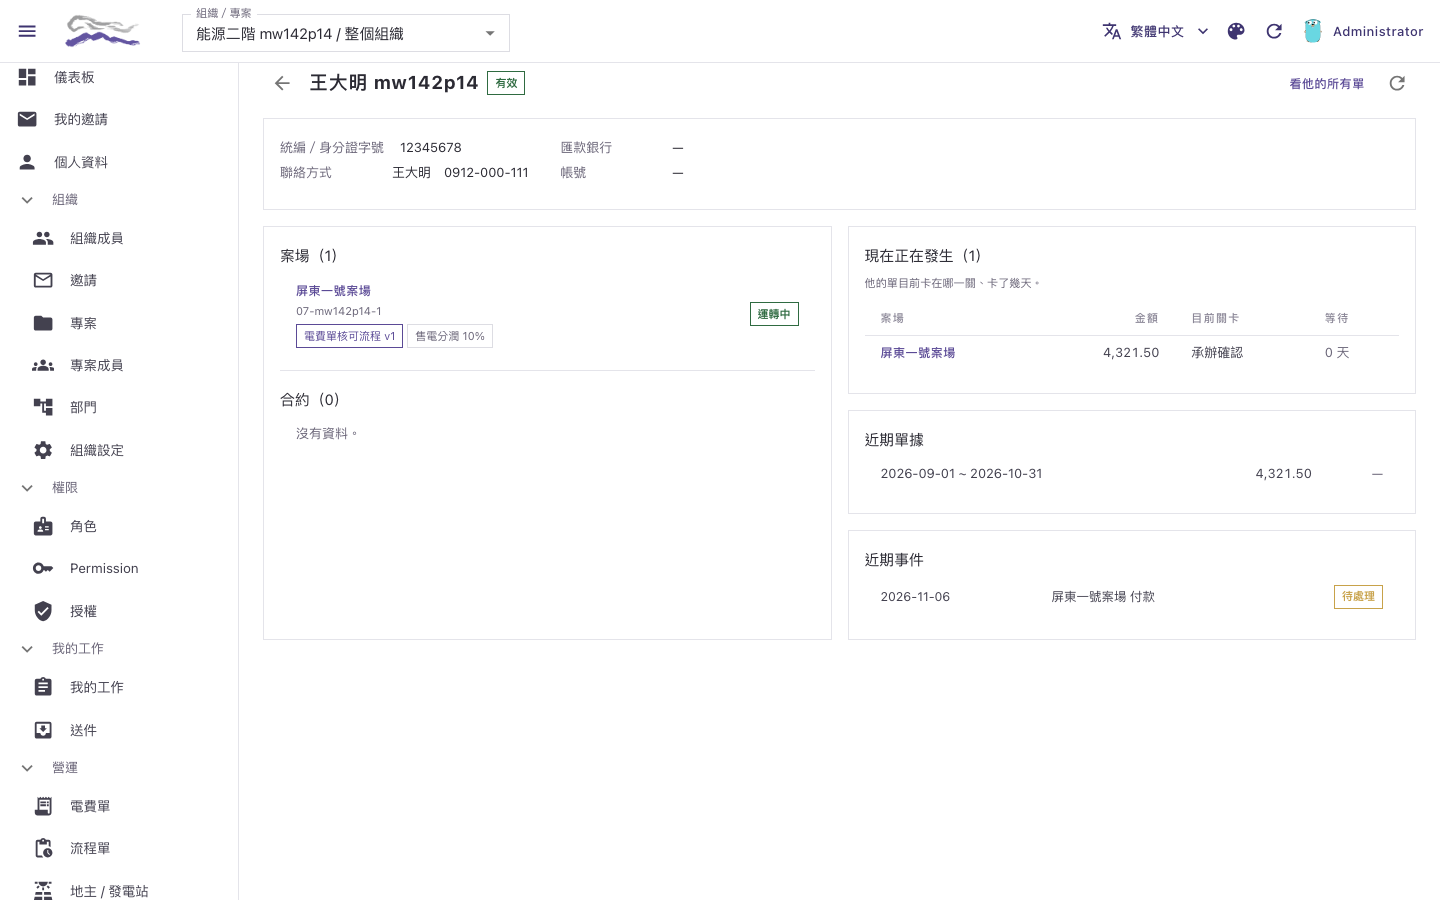 組織 / 專案
能源二階 mw142p14 / 整個組織
繁體中文
Administrator
儀表板
我的邀請
個人資料
組織
組織成員
邀請
專案
專案成員
部門
組織設定
權限
角色
Permission
授權
我的工作
我的工作
送件
營運
電費單
流程單
地主 / 發電站
王大明 mw142p14 有效
看他的所有單
統編 / 身分證字號 12345678 匯款銀行 —
聯絡方式 王大明 0912-000-111 帳號 —
案場 (1)
屏東一號案場
07-mw142p14-1
運轉中
電費單核可流程 v1 售電分潤 10%
合約 (0)
沒有資料。
現在正在發生 (1)
他的單目前卡在哪一關、卡了幾天。
案場 金額 目前關卡 等待
屏東一號案場 4,321.50 承辦確認 0 天
近期單據
2026-09-01 ~ 2026-10-31 4,321.50 —
近期事件
2026-11-06 屏東一號案場 付款 待處理